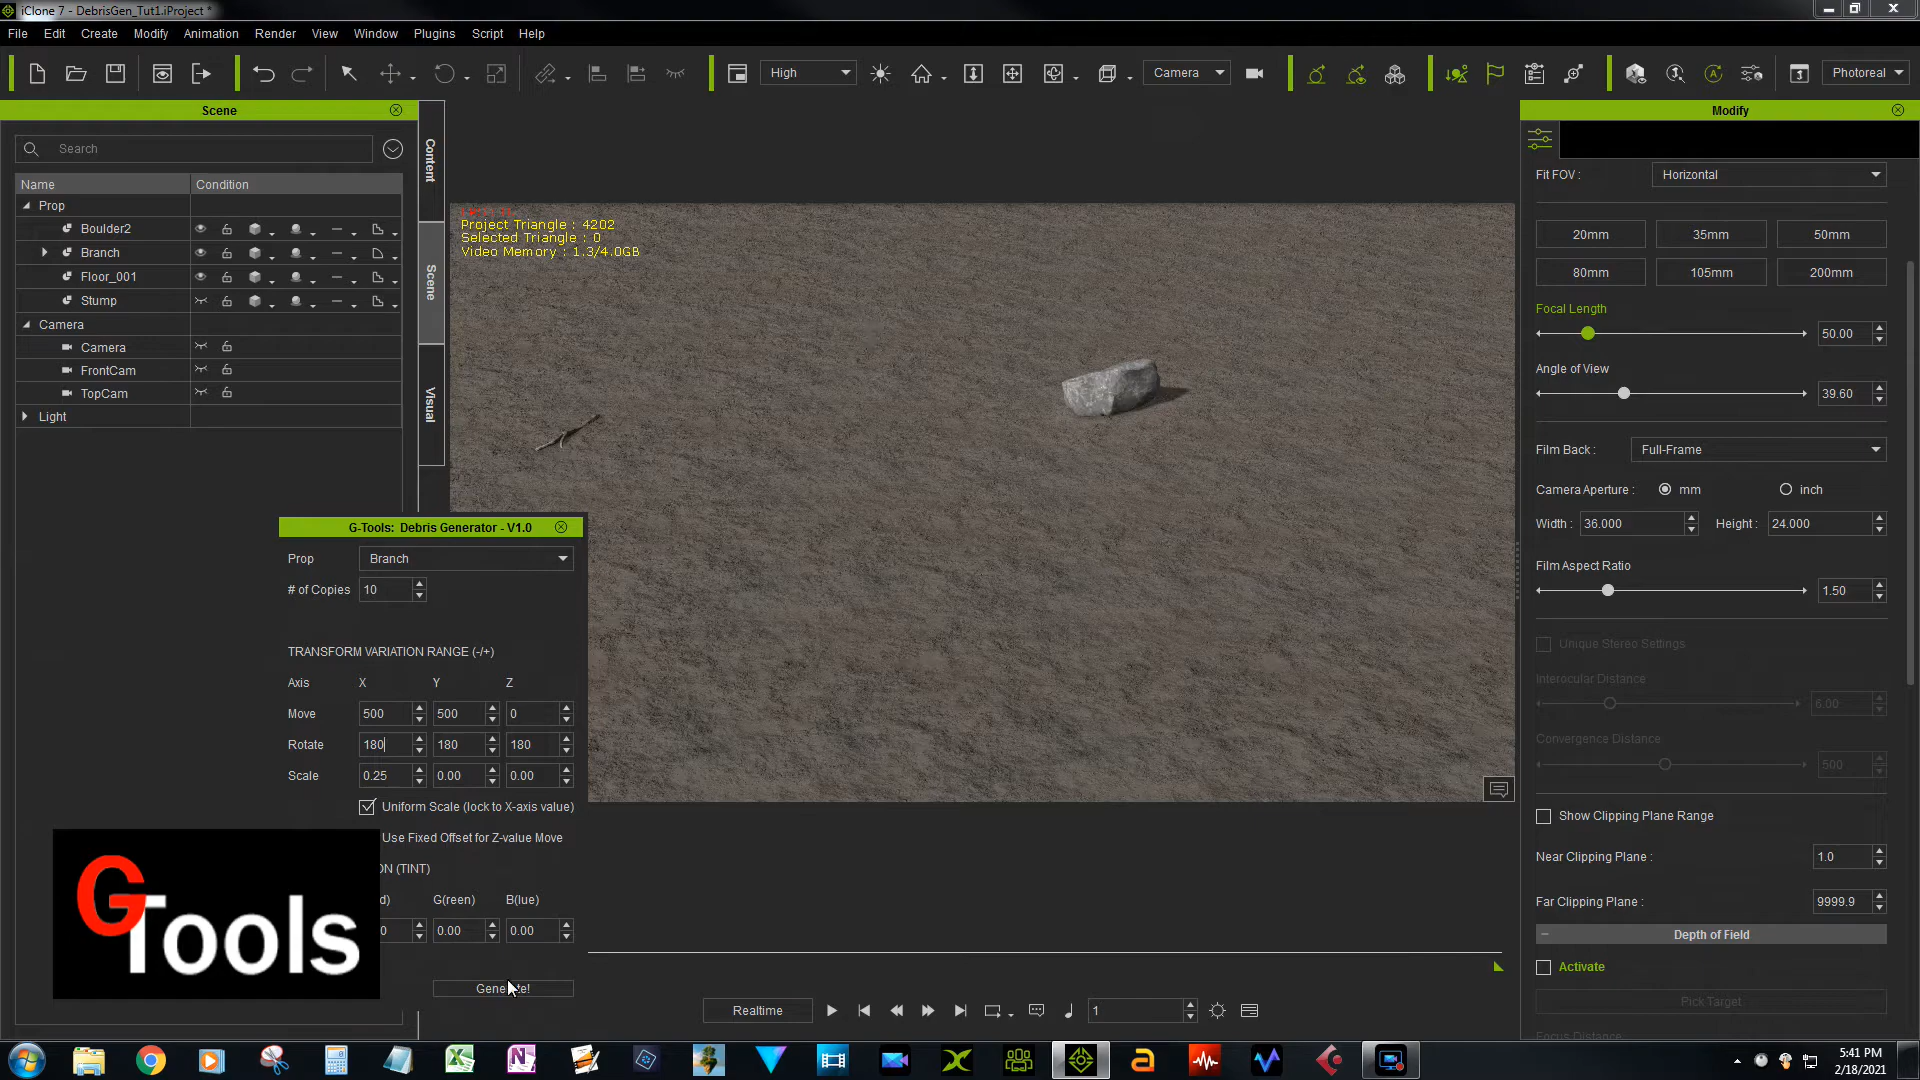 iClone 7 - DebrisGen_Tut1.iProject *
File Edit Create Modify Animation Render View Window Plugins Script Help
High Camera Photoreal
Scene
Search
Name Condition
Prop
Boulder2
Branch
Floor_001
Stump
Camera
Camera
FrontCam
TopCam
Light
Content
Scene
Visual
Project Triangle : 4202
Selected Triangle : 0
Video Memory : 1.3/4.0GB
G-Tools: Debris Generator - V1.0
Prop Branch
# of Copies 10
TRANSFORM VARIATION RANGE (-/+)
Axis X Y Z
Move 500 500 0
Rotate 180 180 180
Scale 0.25 0.00 0.00
Uniform Scale (lock to X-axis value)
Use Fixed Offset for Z-value Move
ON (TINT)
d) G(reen) B(lue)
0 0.00 0.00
Generate!
GTools
Realtime 1
Modify
Fit FOV : Horizontal
20mm 35mm 50mm
80mm 105mm 200mm
Focal Length
50.00
Angle of View
39.60
Film Back : Full-Frame
Camera Aperture : mm inch
Width : 36.000 Height : 24.000
Film Aspect Ratio
1.50
Unique Stereo Settings
Interocular Distance
6.00
Convergence Distance
500
Show Clipping Plane Range
Near Clipping Plane : 1.0
Far Clipping Plane : 9999.9
Depth of Field
Activate
Pick Target
Focus Distance
5:41 PM
2/18/2021